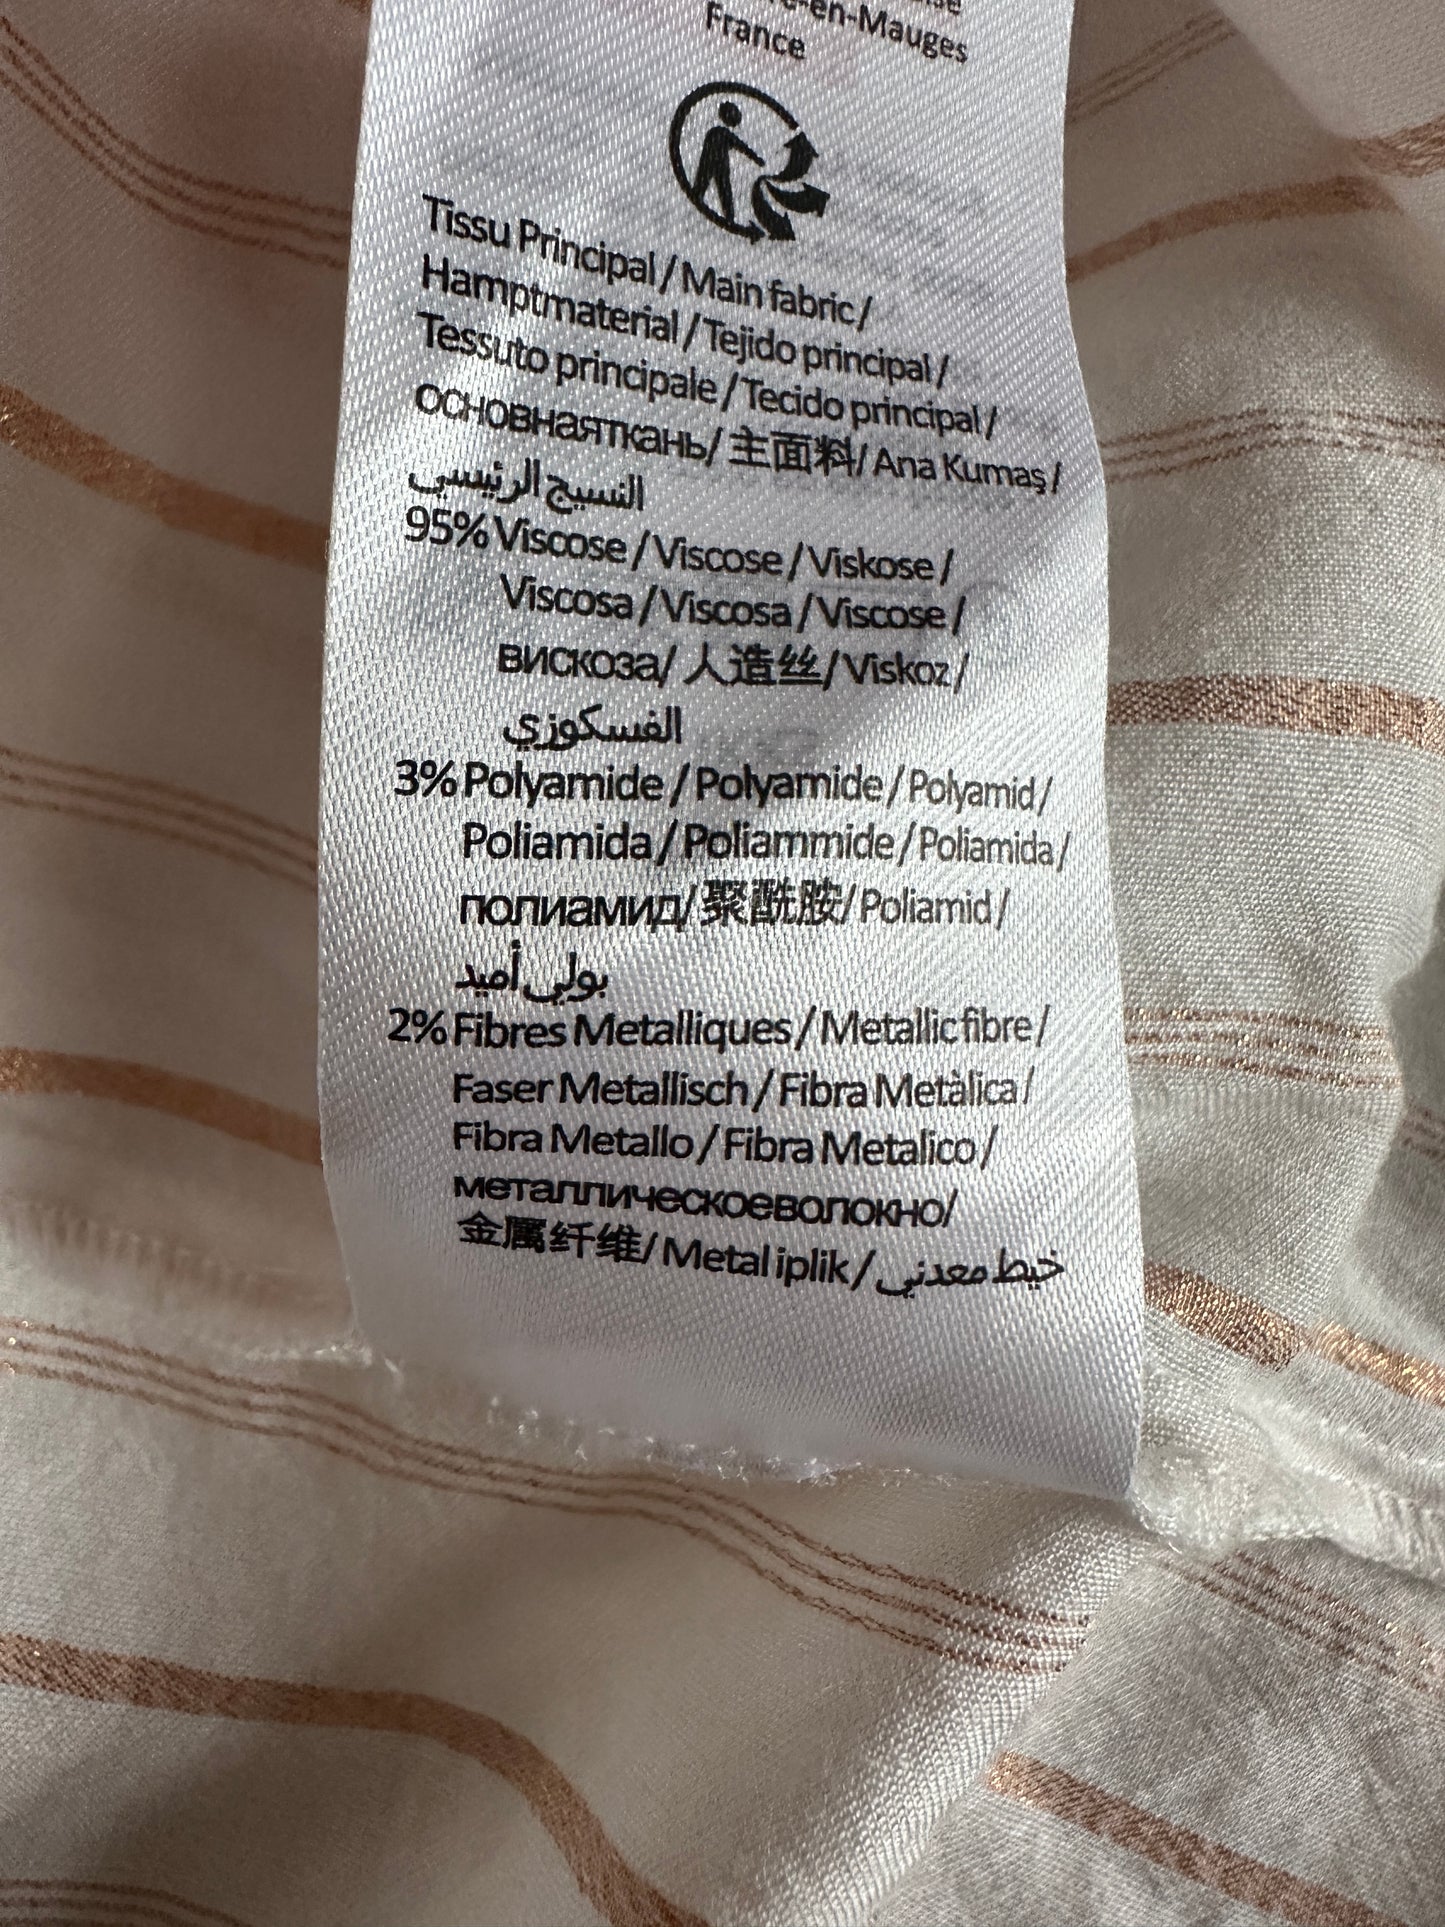 -en-Mauges
France
Tissu Principal / Main fabric /
Hamptmaterial / Tejido principal /
Tessuto principale / Tecido principal /
основнаяткань/ 主面料/ Ana Kumaş /
النسيج الرئيسي
95% Viscose / Viscose / Viskose /
Viscosa / Viscosa / Viscose /
вискоза/ 人造丝/ Viskoz /
الفسكوزي
3% Polyamide / Polyamide / Polyamid /
Poliamida / Poliammide / Poliamida /
полиамид/ 聚酰胺/ Poliamid /
بولي أميد
2% Fibres Metalliques / Metallic fibre /
Faser Metallisch / Fibra Metàlica /
Fibra Metallo / Fibra Metalico /
металлическоеволокно/
金属纤维/ Metal iplik / خيط معدني